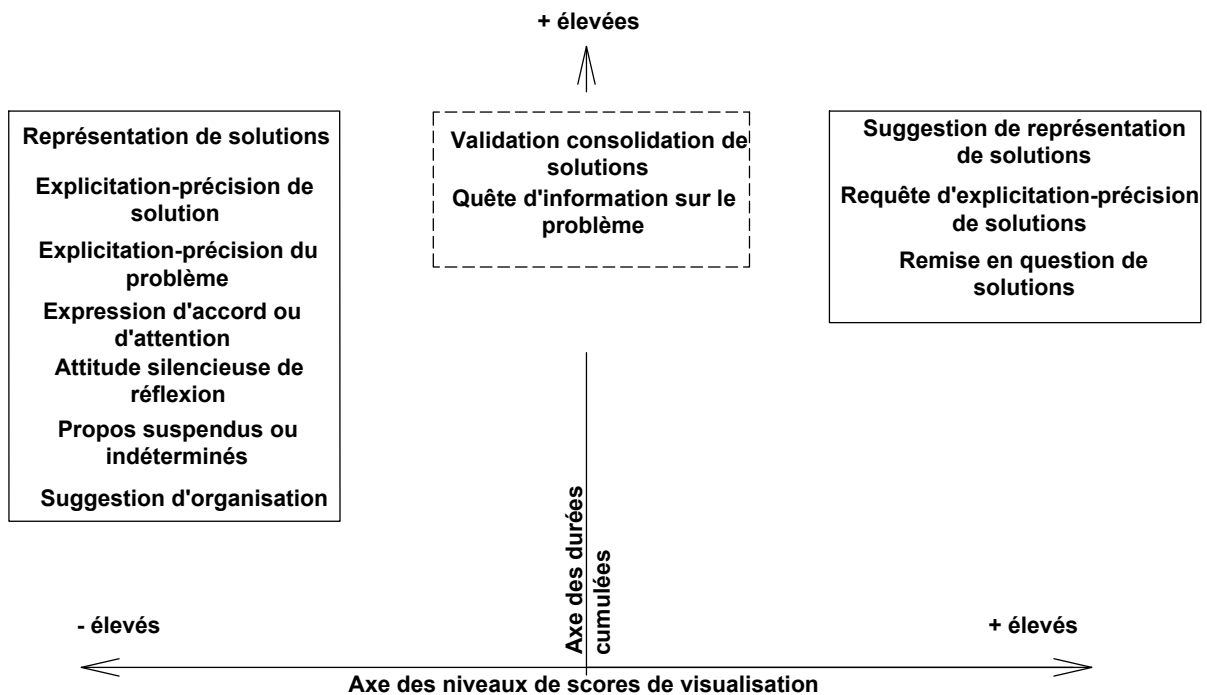 + élevées
Représentation de solutions
Explicitation-précision de
solution
Explicitation-précision du
problème
Expression d'accord ou
d'attention
Attitude silencieuse de
réflexion
Propos suspendus ou
indéterminés
Suggestion d'organisation
Validation consolidation de
solutions
Quête d'information sur le
problème
Suggestion de représentation
de solutions
Requête d'explicitation-précision
de solutions
Remise en question de
solutions
Axe des durées
cumulées
- élevés
+ élevés
Axe des niveaux de scores de visualisation